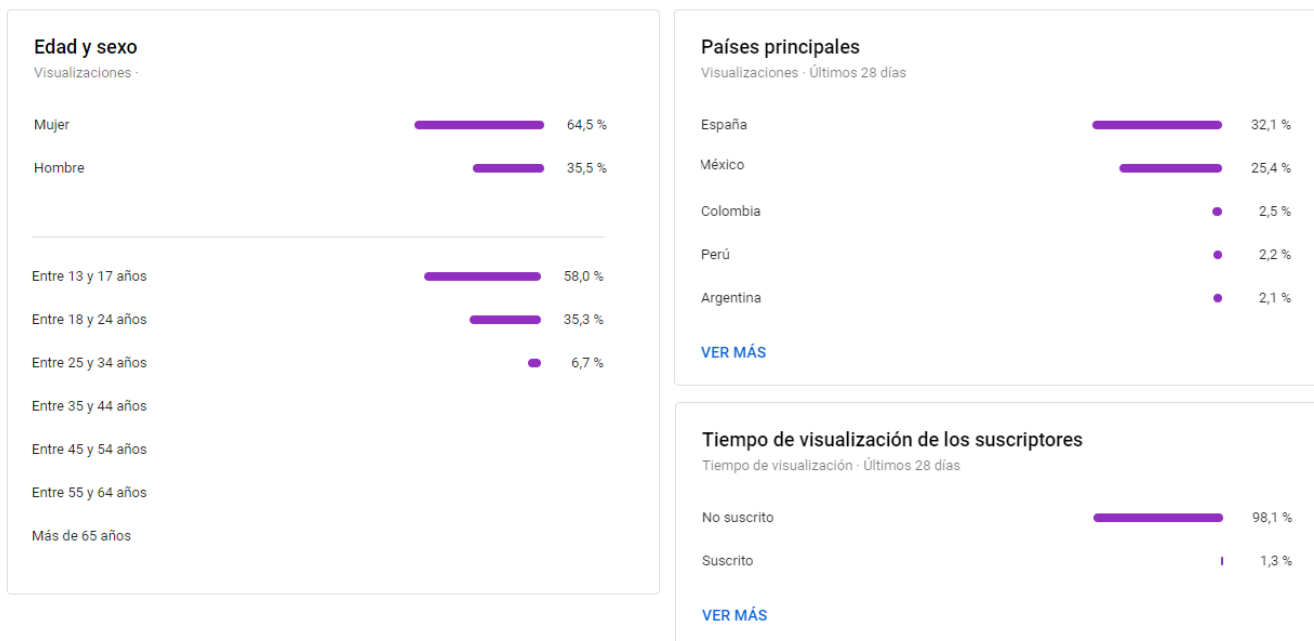 Edad y sexo
Visualizaciones ·
Mujer 64,5 %
Hombre 35,5 %
Entre 13 y 17 años 58,0 %
Entre 18 y 24 años 35,3 %
Entre 25 y 34 años 6,7 %
Entre 35 y 44 años
Entre 45 y 54 años
Entre 55 y 64 años
Más de 65 años
Países principales
Visualizaciones · Últimos 28 días
España 32,1 %
México 25,4 %
Colombia 2,5 %
Perú 2,2 %
Argentina 2,1 %
VER MÁS
Tiempo de visualización de los suscriptores
Tiempo de visualización · Últimos 28 días
No suscrito 98,1 %
Suscrito 1,3 %
VER MÁS